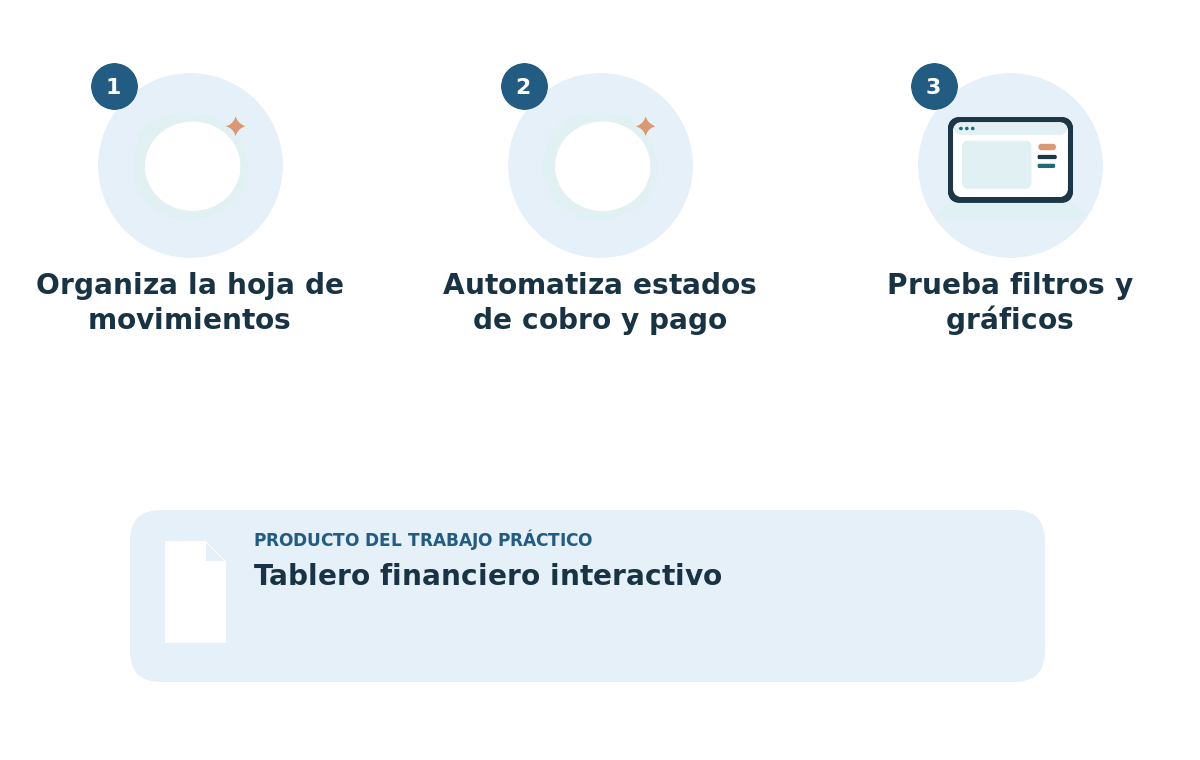 1
Organiza la hoja de
movimientos
2
Automatiza estados
de cobro y pago
3
Prueba filtros y
gráficos
PRODUCTO DEL TRABAJO PRÁCTICO
Tablero financiero interactivo